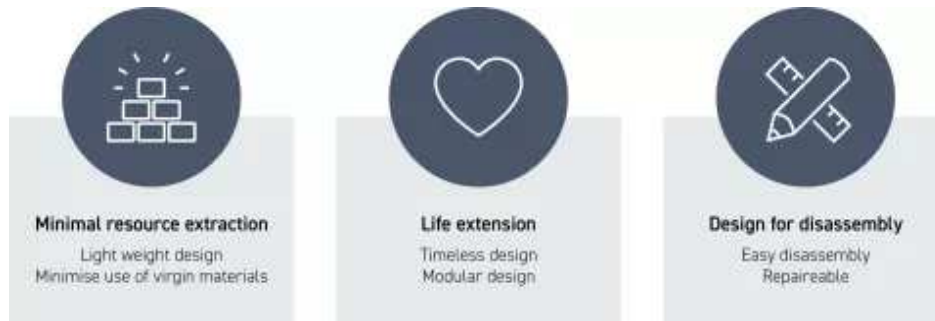 Minimal resource extraction
Light weight design
Minimise use of virgin materials
Life extension
Timeless design
Modular design
Design for disassembly
Easy disassembly
Repaireable